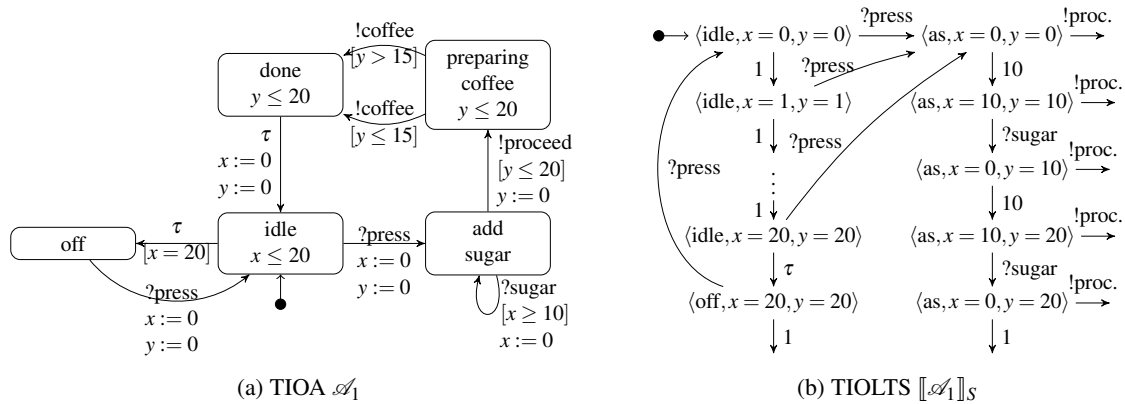 !coffee
[y > 15]
done
y ≤ 20
preparing
coffee
y ≤ 20
!coffee
[y ≤ 15]
τ
x := 0
y := 0
!proceed
[y ≤ 20]
y := 0
off
τ
[x = 20]
idle
x ≤ 20
?press
x := 0
y := 0
add
sugar
?press
x := 0
y := 0
?sugar
[x ≥ 10]
x := 0
(a) TIOA 𝒜1
⟨idle, x = 0, y = 0⟩ ?press ⟨as, x = 0, y = 0⟩ !proc.
1 ?press 10
⟨idle, x = 1, y = 1⟩ ⟨as, x = 10, y = 10⟩ !proc.
1 ?press ?sugar
?press ⋮ ⟨as, x = 0, y = 10⟩ !proc.
1 10
⟨idle, x = 20, y = 20⟩ ⟨as, x = 10, y = 20⟩ !proc.
τ ?sugar
⟨off, x = 20, y = 20⟩ ⟨as, x = 0, y = 20⟩ !proc.
1 1
(b) TIOLTS ⟦𝒜1⟧S